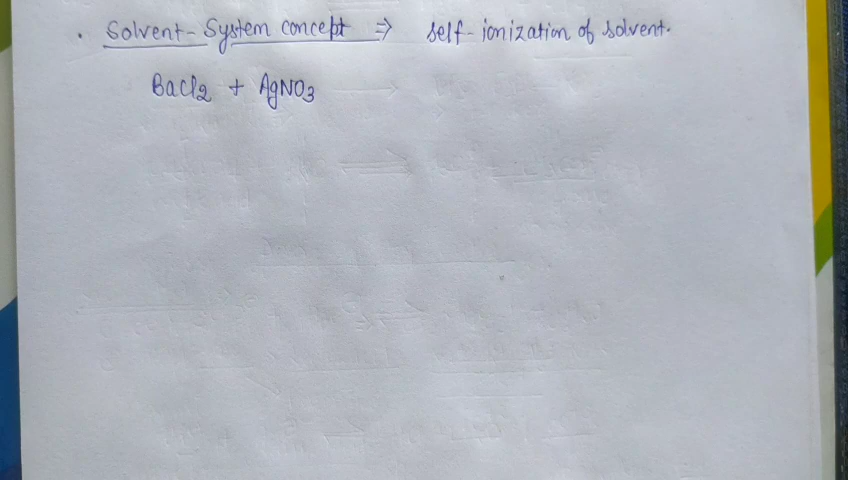 . Solvent-System concept ⇒ self-ionization of solvent.
BaCl2 + AgNO3